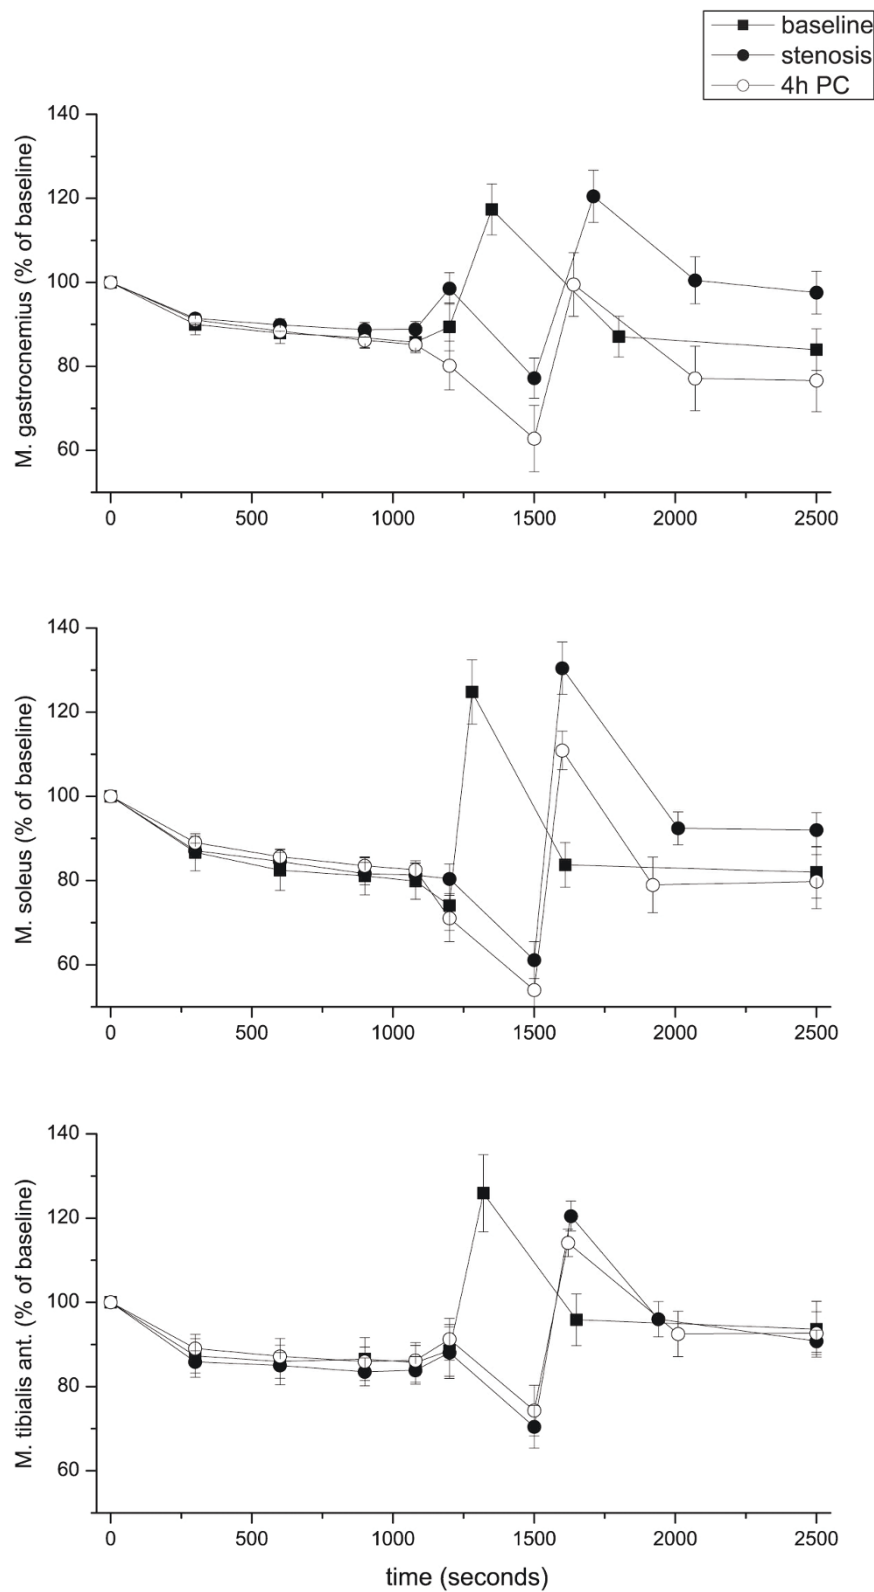 baseline
stenosis
4h PC
M. gastrocnemius (% of baseline)
140
120
100
80
60
0 500 1000 1500 2000 2500
M. soleus (% of baseline)
140
120
100
80
60
0 500 1000 1500 2000 2500
M. tibialis ant. (% of baseline)
140
120
100
80
60
0 500 1000 1500 2000 2500
time (seconds)